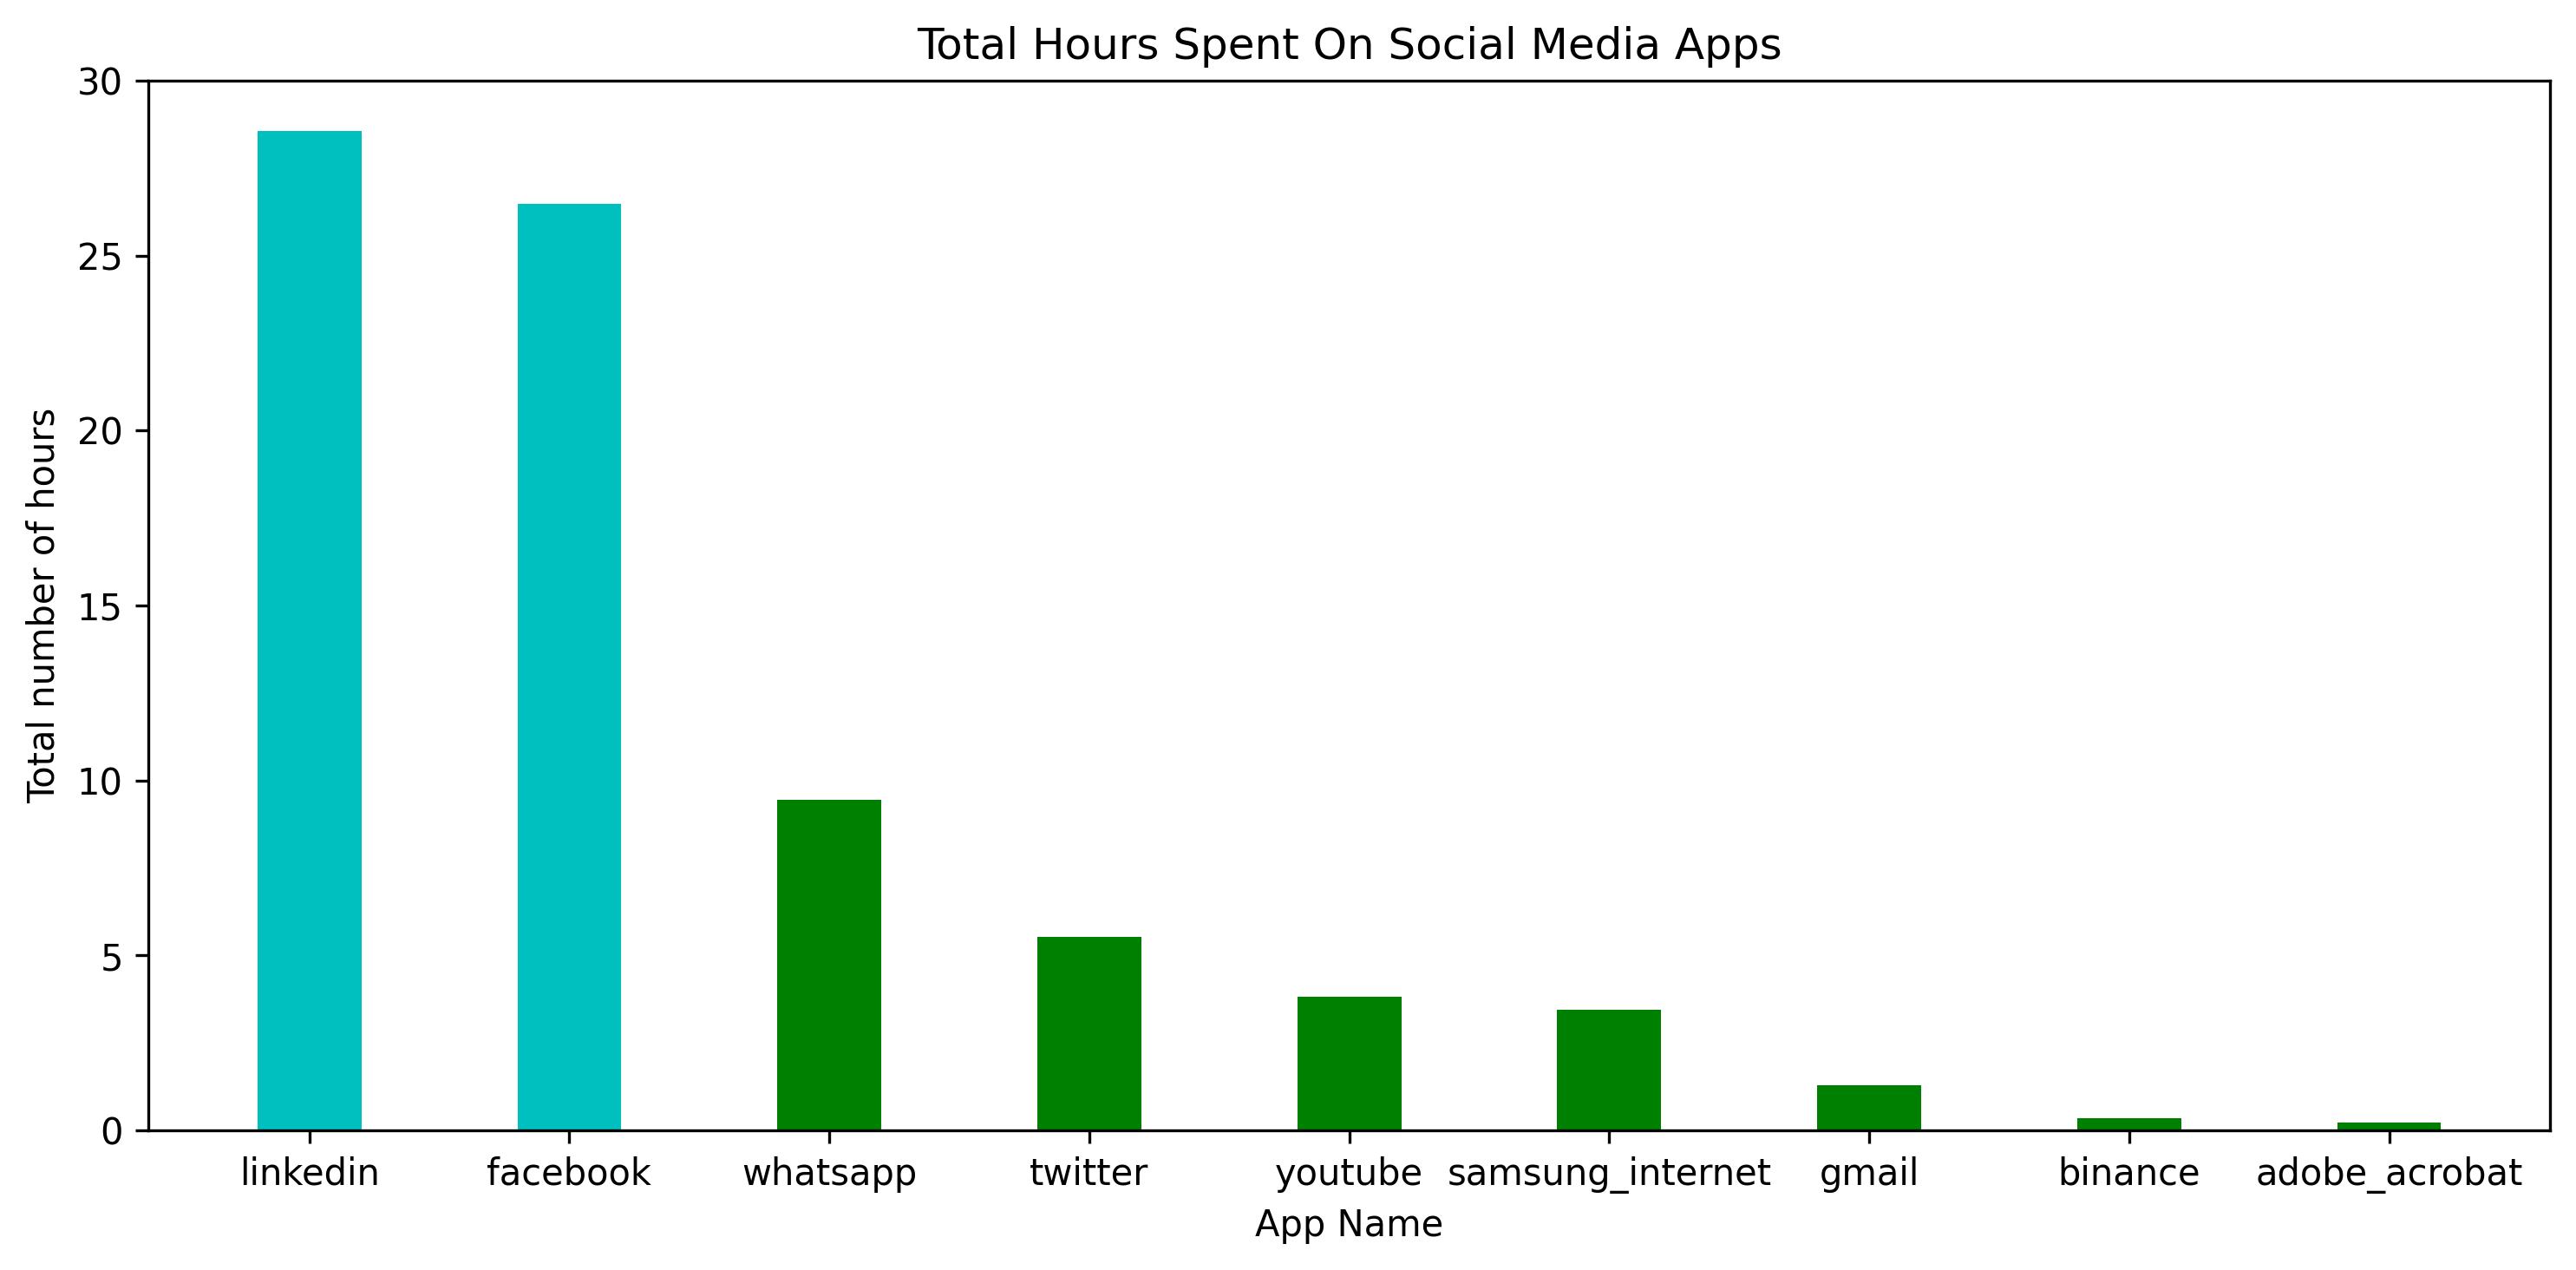 Total Hours Spent On Social Media Apps
Total number of hours
30
25
20
15
10
5
0
linkedin facebook whatsapp twitter youtube samsung_internet gmail binance adobe_acrobat
App Name